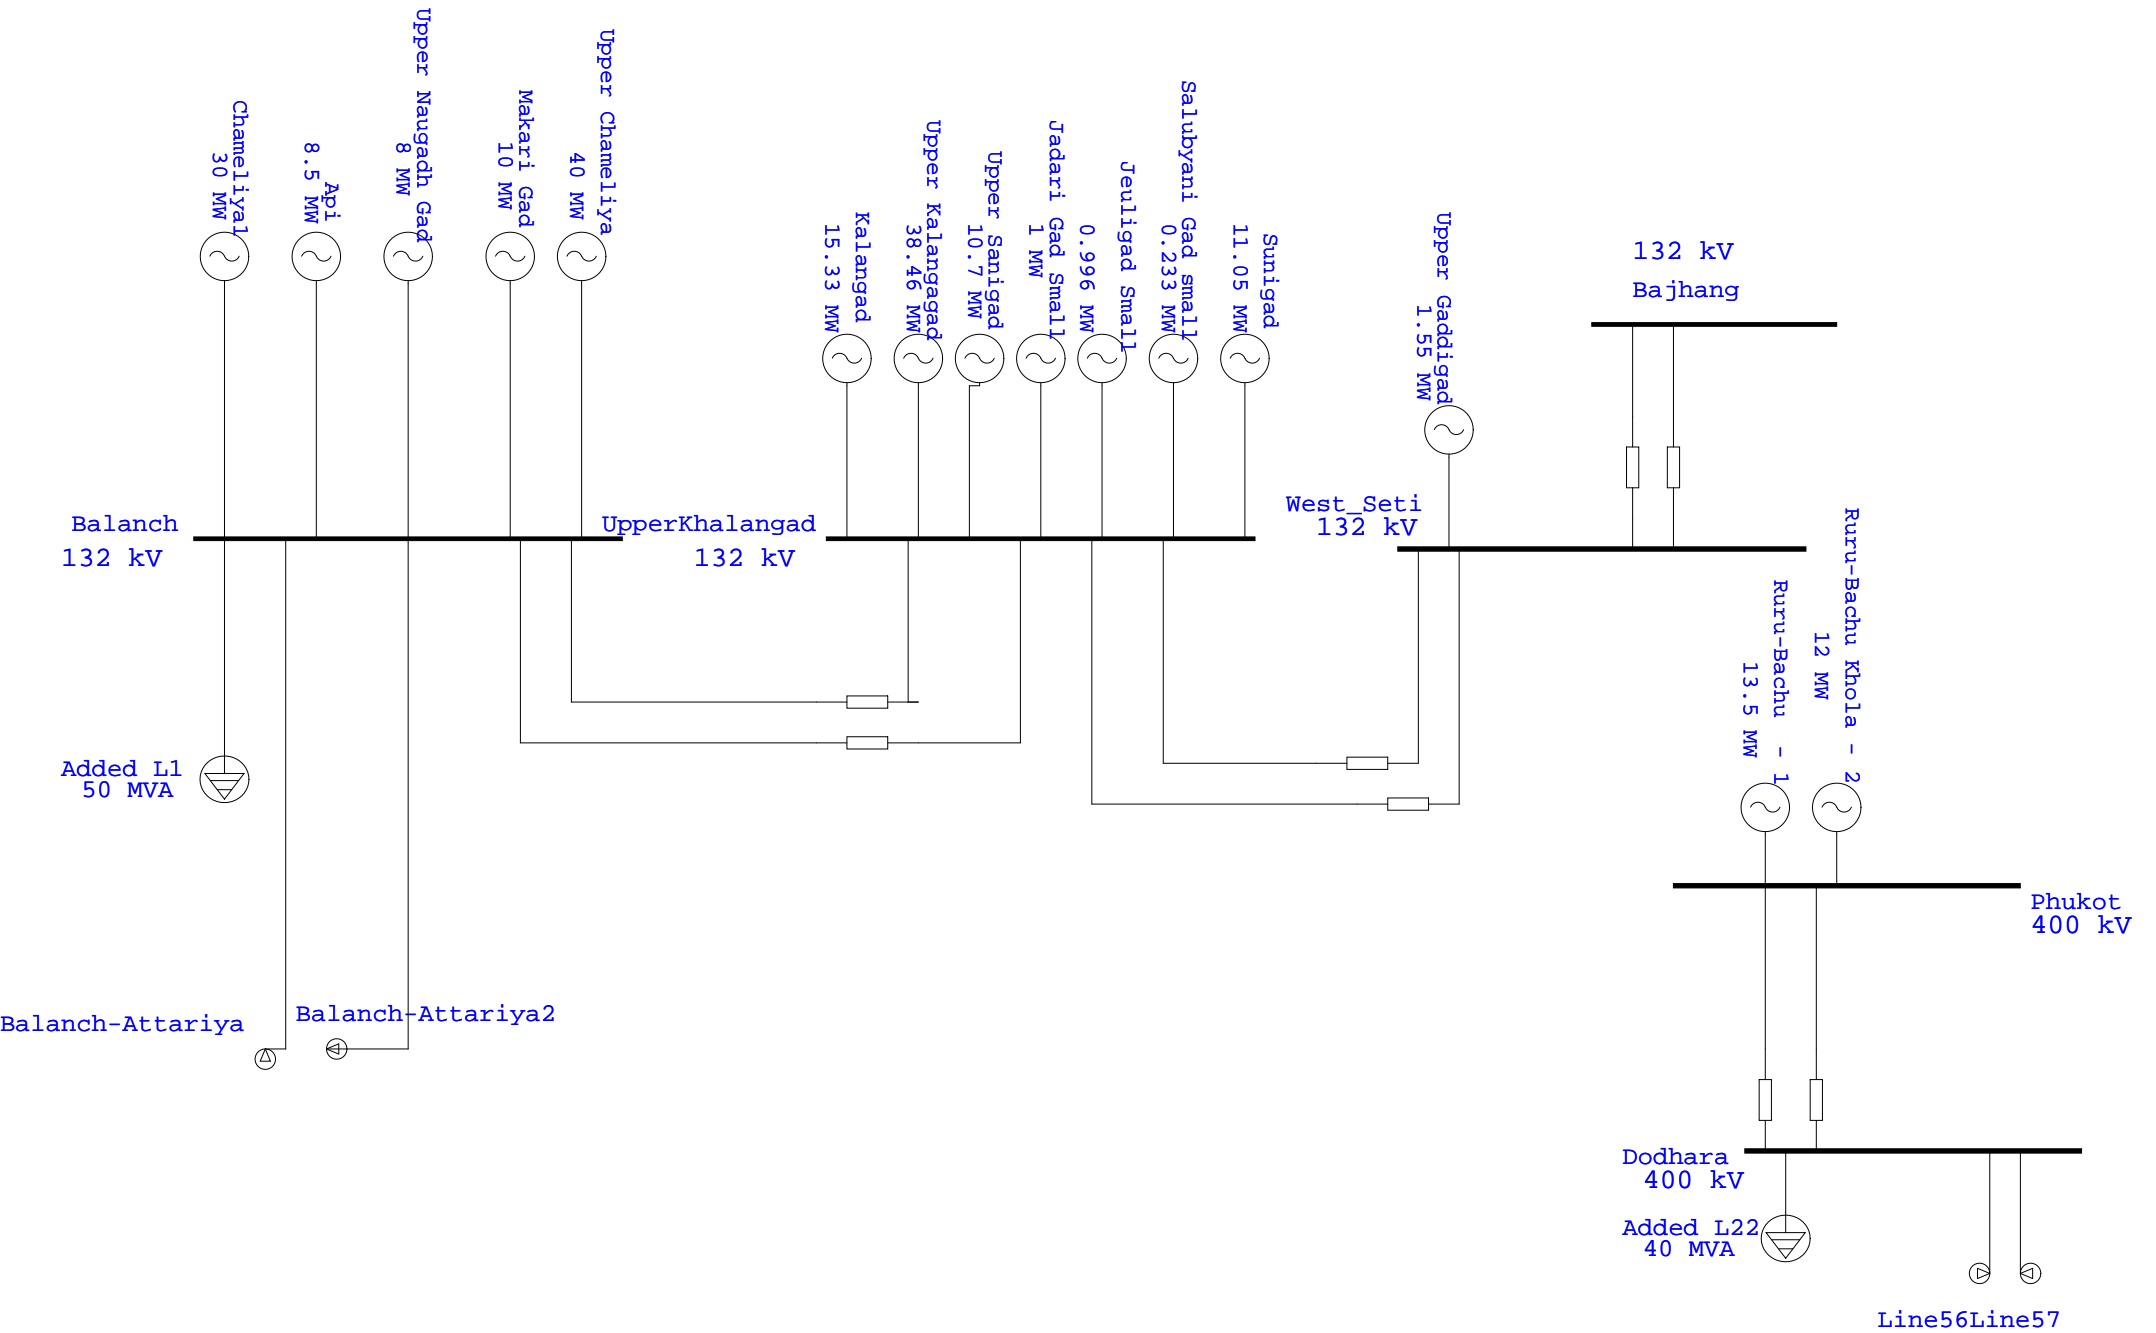 Chameliya1
30 MW
Api
8.5 MW
Upper Naugadh Gad
8 MW
Makari Gad
10 MW
Upper Chameliya
40 MW
Kalangad
15.33 MW
Upper Kalangagad
38.46 MW
Upper Sanigad
10.7 MW
Jadari Gad Small
1 MW
Jeuligad Small
0.996 MW
Salubyani Gad small
0.233 MW
Sunigad
11.05 MW
Upper Gaddigad
1.55 MW
132 kV
Bajhang
Balanch
132 kV
UpperKhalangad
132 kV
West_Seti
132 kV
Ruru-Bachu - 1
13.5 MW
Ruru-Bachu Khola - 2
12 MW
Added L1
50 MVA
Phukot
400 kV
Balanch-Attariya
Balanch-Attariya2
Dodhara
400 kV
Added L22
40 MVA
Line56Line57